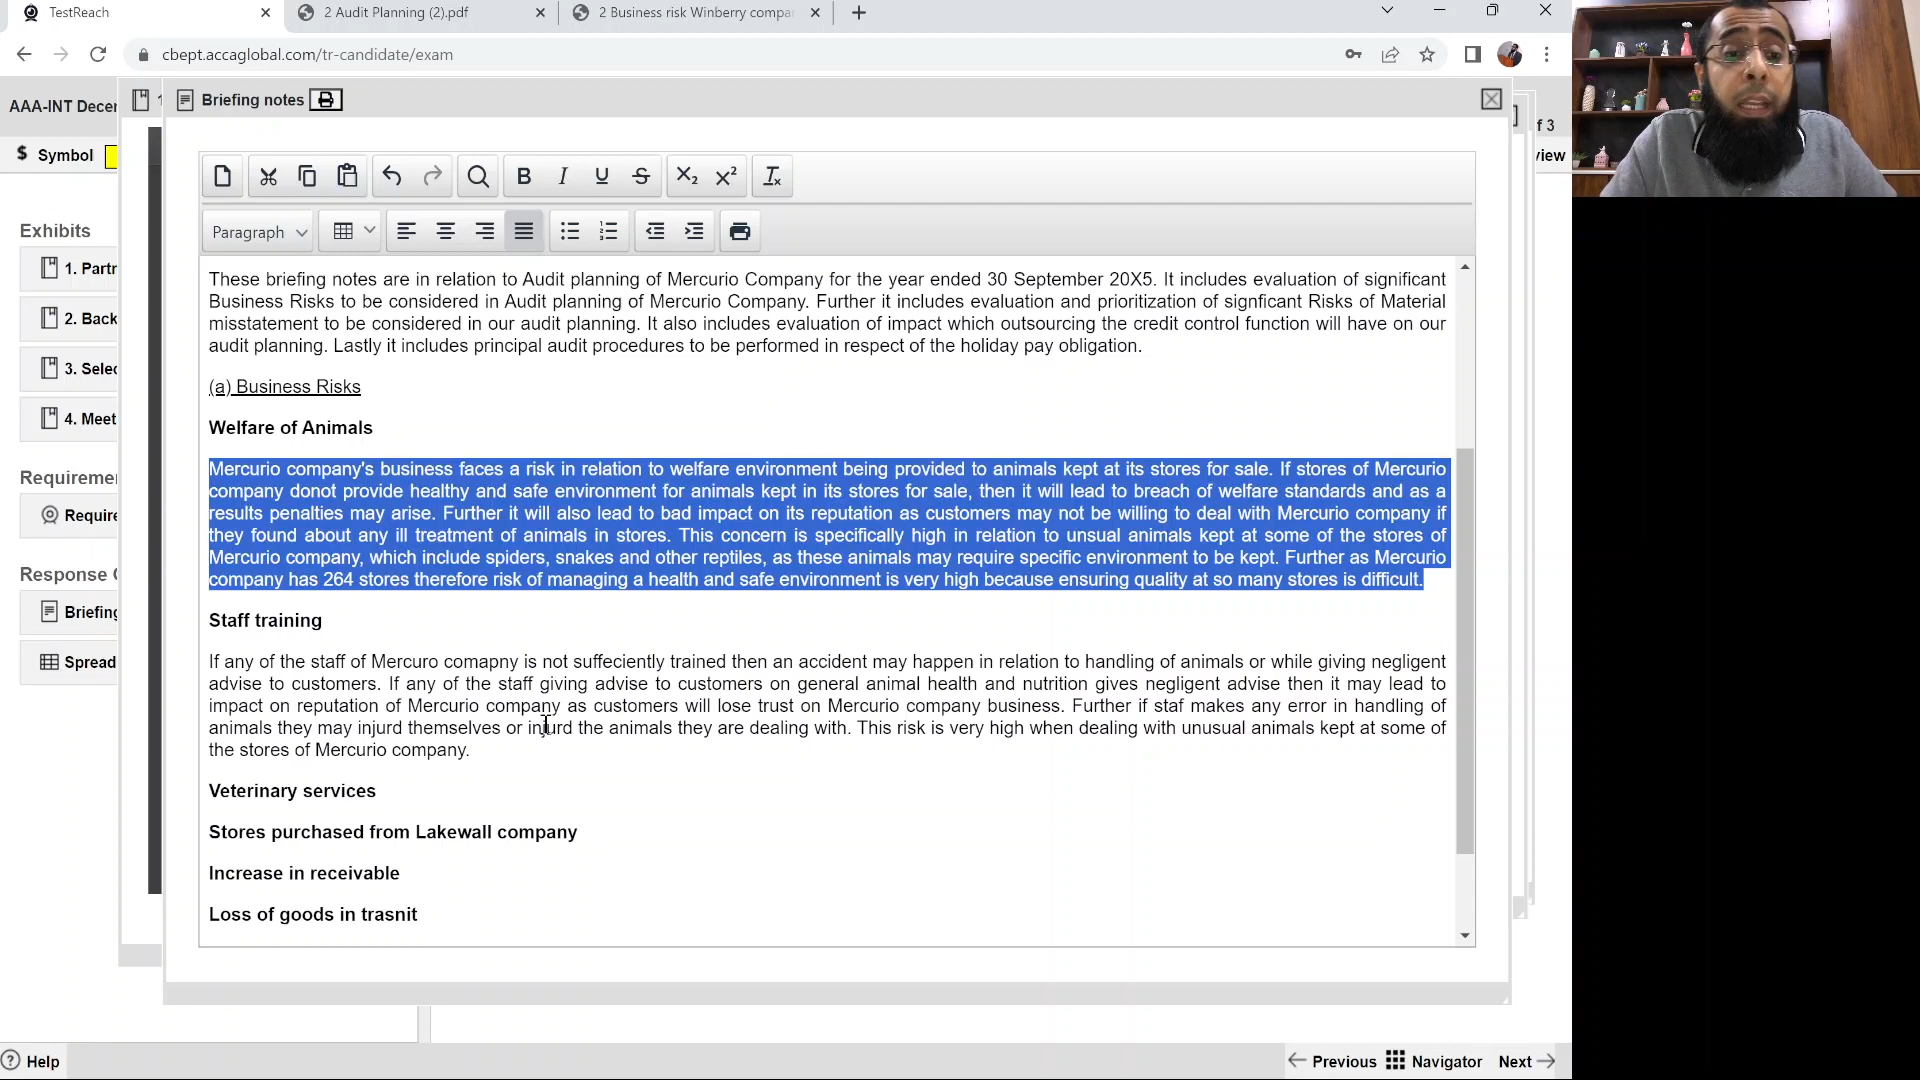 TestReach
2 Audit Planning (2).pdf
2 Business risk Winberry compa
cbept.accaglobal.com/tr-candidate/exam
AAA-INT Decer
Briefing notes
f 3
$ Symbol
view
Exhibits
1. Partr
2. Back
3. Selec
4. Meet
Requiremer
Require
Response
Briefing
Spread
Paragraph
These briefing notes are in relation to Audit planning of Mercurio Company for the year ended 30 September 20X5. It includes evaluation of significant
Business Risks to be considered in Audit planning of Mercurio Company. Further it includes evaluation and prioritization of signficant Risks of Material
misstatement to be considered in our audit planning. It also includes evaluation of impact which outsourcing the credit control function will have on our
audit planning. Lastly it includes principal audit procedures to be performed in respect of the holiday pay obligation.
(a) Business Risks
Welfare of Animals
Mercurio company's business faces a risk in relation to welfare environment being provided to animals kept at its stores for sale. If stores of Mercurio
company donot provide healthy and safe environment for animals kept in its stores for sale, then it will lead to breach of welfare standards and as a
results penalties may arise. Further it will also lead to bad impact on its reputation as customers may not be willing to deal with Mercurio company if
they found about any ill treatment of animals in stores. This concern is specifically high in relation to unsual animals kept at some of the stores of
Mercurio company, which include spiders, snakes and other reptiles, as these animals may require specific environment to be kept. Further as Mercurio
company has 264 stores therefore risk of managing a health and safe environment is very high because ensuring quality at so many stores is difficult.
Staff training
If any of the staff of Mercuro comapny is not suffeciently trained then an accident may happen in relation to handling of animals or while giving negligent
advise to customers. If any of the staff giving advise to customers on general animal health and nutrition gives negligent advise then it may lead to
impact on reputation of Mercurio company as customers will lose trust on Mercurio company business. Further if staf makes any error in handling of
animals they may injurd themselves or injurd the animals they are dealing with. This risk is very high when dealing with unusual animals kept at some of
the stores of Mercurio company.
Veterinary services
Stores purchased from Lakewall company
Increase in receivable
Loss of goods in trasnit
Help
Previous
Navigator
Next